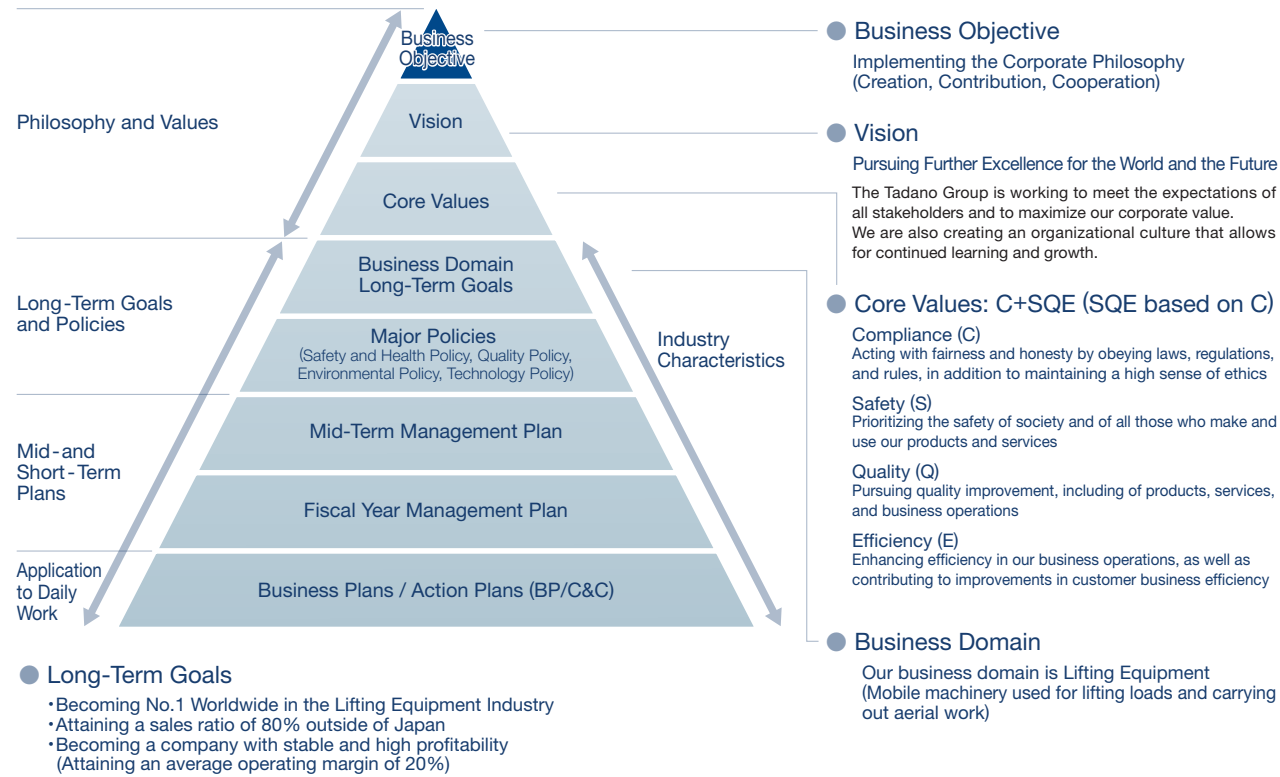 Philosophy and Values
Long-Term Goals
and Policies
Mid-and
Short-Term
Plans
Application
to Daily
Work
Business
Objective
Vision
Core Values
Business Domain
Long-Term Goals
Major Policies
(Safety and Health Policy, Quality Policy,
Environmental Policy, Technology Policy)
Mid-Term Management Plan
Fiscal Year Management Plan
Business Plans / Action Plans (BP/C&C)
Industry
Characteristics
Business Objective
Implementing the Corporate Philosophy
(Creation, Contribution, Cooperation)
Vision
Pursuing Further Excellence for the World and the Future
The Tadano Group is working to meet the expectations of
all stakeholders and to maximize our corporate value.
We are also creating an organizational culture that allows
for continued learning and growth.
Core Values: C+SQE (SQE based on C)
Compliance (C)
Acting with fairness and honesty by obeying laws, regulations,
and rules, in addition to maintaining a high sense of ethics
Safety (S)
Prioritizing the safety of society and of all those who make and
use our products and services
Quality (Q)
Pursuing quality improvement, including of products, services,
and business operations
Efficiency (E)
Enhancing efficiency in our business operations, as well as
contributing to improvements in customer business efficiency
Business Domain
Our business domain is Lifting Equipment
(Mobile machinery used for lifting loads and carrying
out aerial work)
Long-Term Goals
・Becoming No.1 Worldwide in the Lifting Equipment Industry
・Attaining a sales ratio of 80% outside of Japan
・Becoming a company with stable and high profitability
(Attaining an average operating margin of 20%)